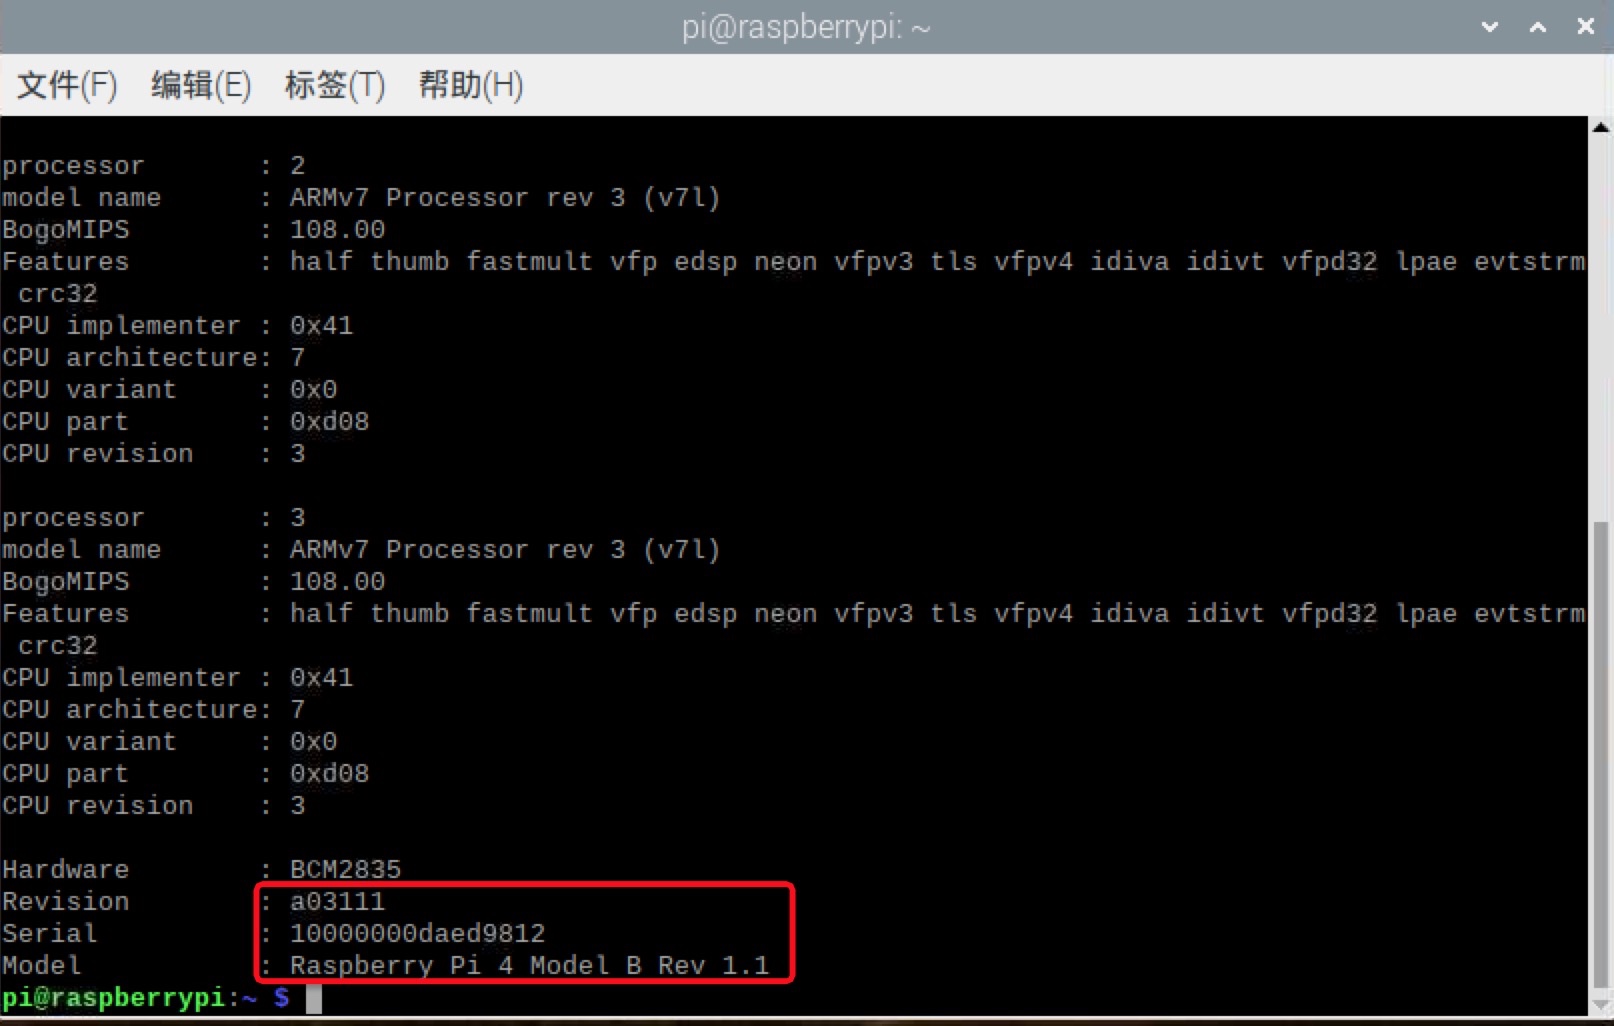 pi@raspberrypi: ~
文件(F) 编辑(E) 标签(T) 帮助(H)
processor : 2
model name : ARMv7 Processor rev 3 (v7l)
BogoMIPS : 108.00
Features : half thumb fastmult vfp edsp neon vfpv3 tls vfpv4 idiva idivt vfpd32 lpae evtstrm
crc32
CPU implementer : 0x41
CPU architecture: 7
CPU variant : 0x0
CPU part : 0xd08
CPU revision : 3
processor : 3
model name : ARMv7 Processor rev 3 (v7l)
BogoMIPS : 108.00
Features : half thumb fastmult vfp edsp neon vfpv3 tls vfpv4 idiva idivt vfpd32 lpae evtstrm
crc32
CPU implementer : 0x41
CPU architecture: 7
CPU variant : 0x0
CPU part : 0xd08
CPU revision : 3
Hardware : BCM2835
Revision : a03111
Serial : 10000000daed9812
Model : Raspberry Pi 4 Model B Rev 1.1
pi@raspberrypi:~ $